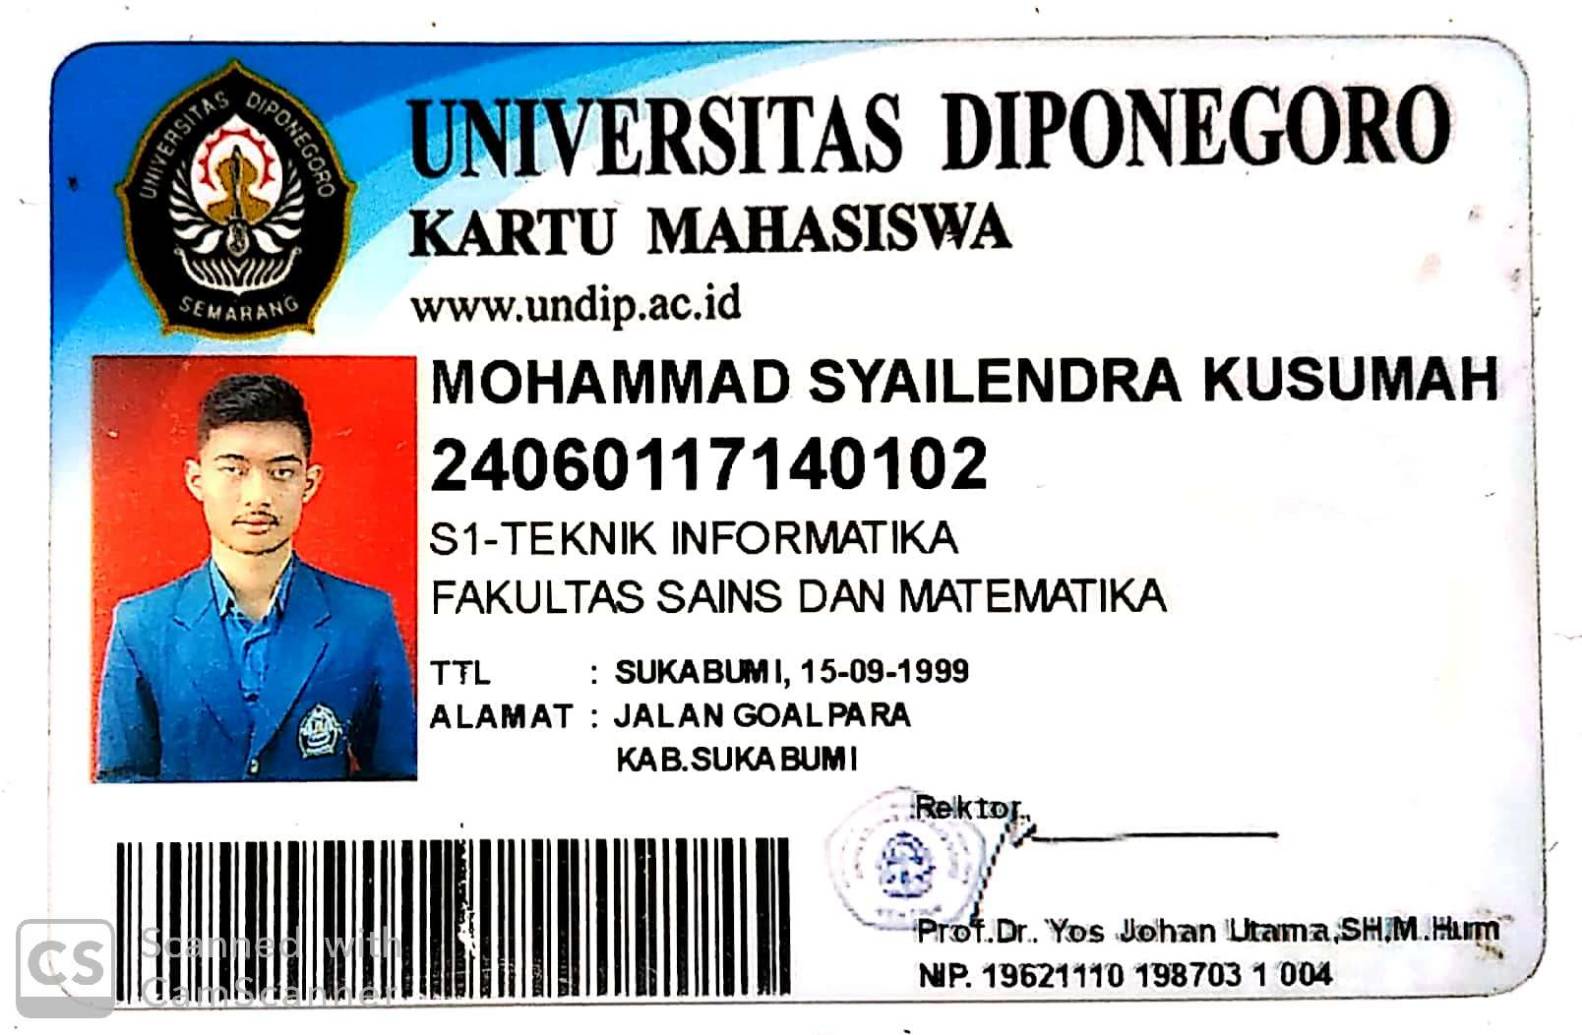 UNIVERSITAS DIPONEGORO
SEMARANG
UNIVERSITAS DIPONEGORO
KARTU MAHASISWA
www.undip.ac.id
MOHAMMAD SYAILENDRA KUSUMAH
24060117140102
S1-TEKNIK INFORMATIKA
FAKULTAS SAINS DAN MATEMATIKA
TTL : SUKABUMI, 15-09-1999
ALAMAT : JALAN GOALPARA
KAB.SUKABUMI
Rektor,
Prof.Dr. Yos Johan Utama,SH,M.Hum
NIP. 19621110 198703 1 004
CS Scanned with
CamScanner